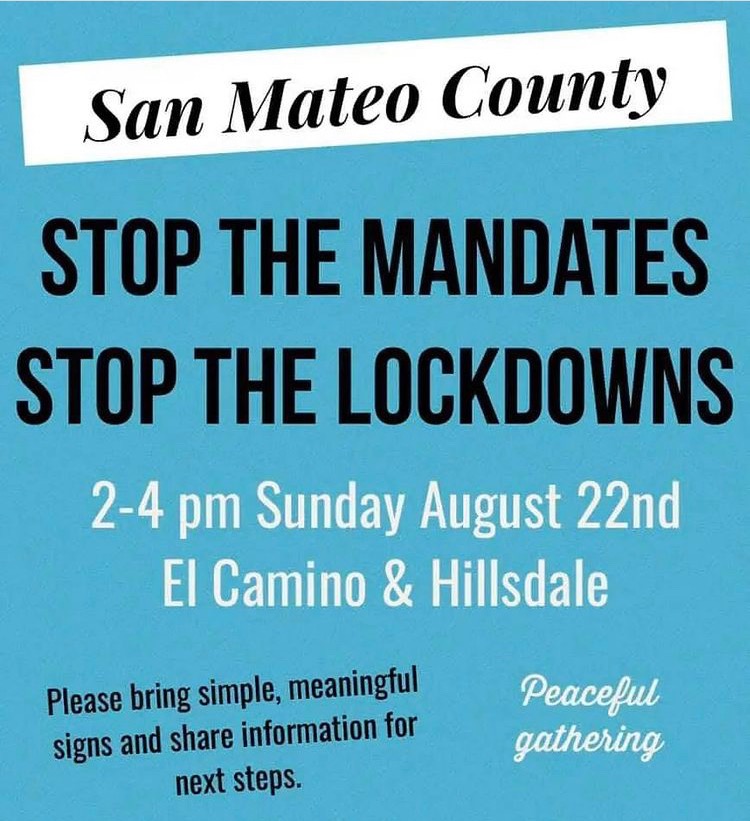 San Mateo County
STOP THE MANDATES
STOP THE LOCKDOWNS
2-4 pm Sunday August 22nd
El Camino & Hillsdale
Please bring simple, meaningful
signs and share information for
next steps.
Peaceful
gathering